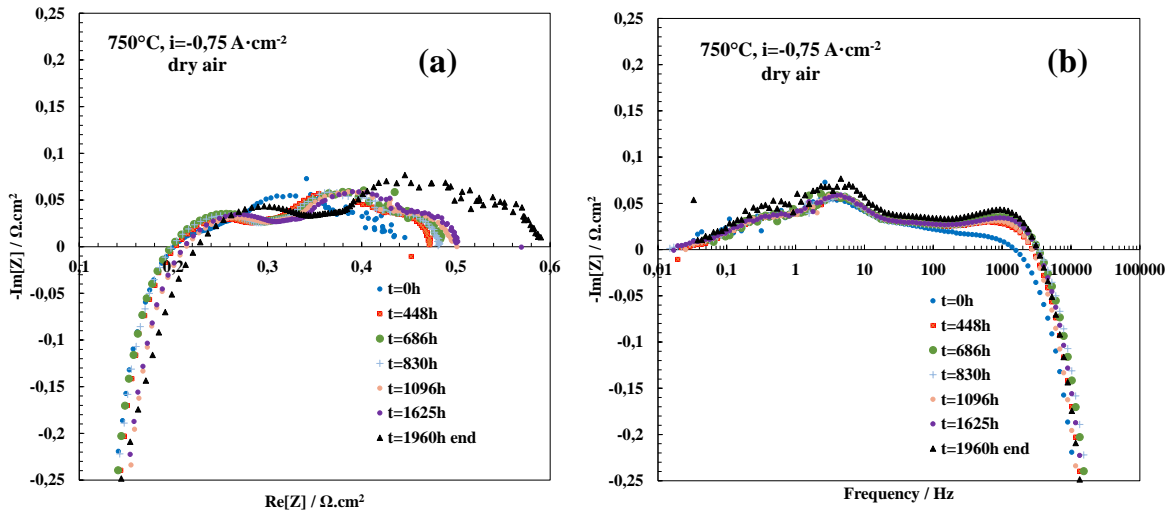 750°C, i=-0,75 A·cm-2
dry air
(a)
-Im[Z] / Ω.cm2
0,25
0,2
0,15
0,1
0,05
0
-0,05
-0,1
-0,15
-0,2
-0,25
0,1 0,2 0,3 0,4 0,5 0,6
t=0h
t=448h
t=686h
t=830h
t=1096h
t=1625h
t=1960h end
Re[Z] / Ω.cm2
750°C, i=-0,75 A·cm-2
dry air
(b)
-Im[Z] / Ω.cm2
0,25
0,2
0,15
0,1
0,05
0
-0,05
-0,1
-0,15
-0,2
-0,25
0,01 0,1 1 10 100 1000 10000 100000
t=0h
t=448h
t=686h
t=830h
t=1096h
t=1625h
t=1960h end
Frequency / Hz